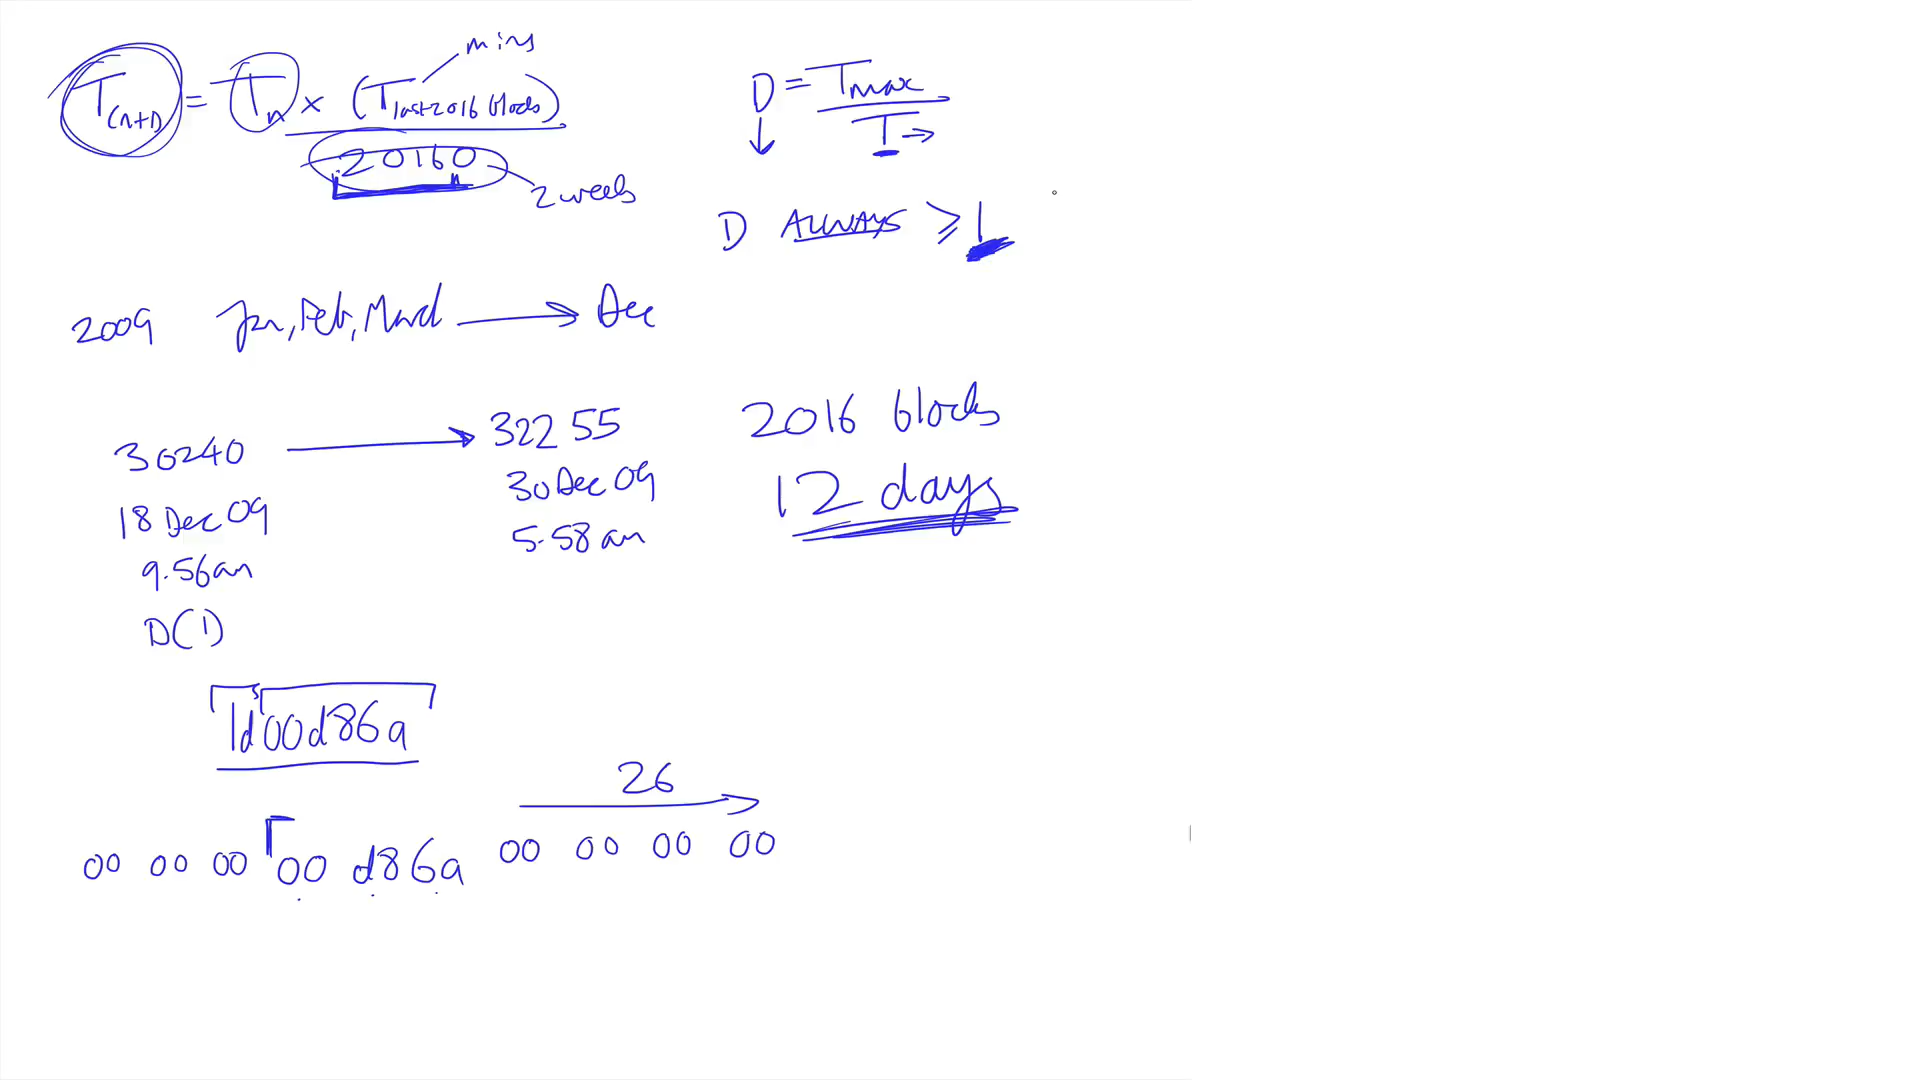 mins
T(n+1) = Tn × (Tlast 2016 blocks)
20160
2 weeks
D = Tmax
T
D ALWAYS ≥ 1
2009 Jan, Feb, March → Dec
30240 → 32255
18 Dec 09
9.56am
D(1)
30 Dec 09
5.58am
2016 blocks
12 days
1d00d86a
26
00 00 00 00 d86a 00 00 00 00